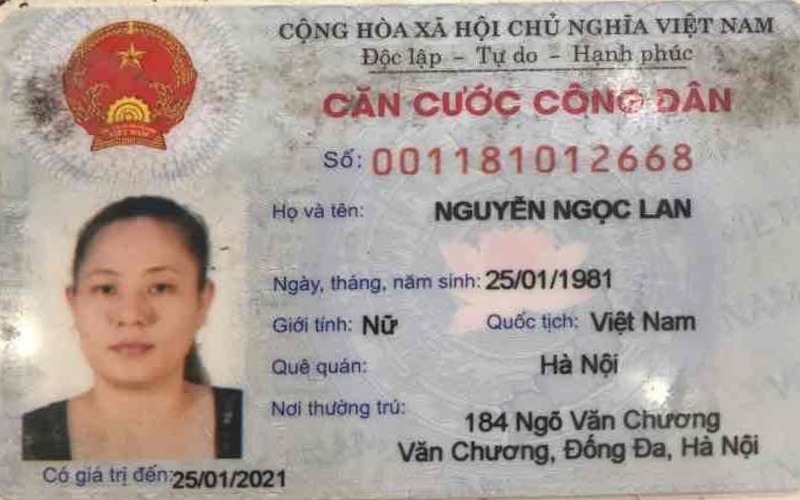 CỘNG HÒA XÃ HỘI CHỦ NGHĨA VIỆT NAM
Độc lập – Tự do – Hạnh phúc
CĂN CƯỚC CÔNG DÂN
Số: 001181012668
Họ và tên: NGUYỄN NGỌC LAN
Ngày, tháng, năm sinh: 25/01/1981
Giới tính: Nữ Quốc tịch: Việt Nam
Quê quán: Hà Nội
Nơi thường trú: 184 Ngõ Văn Chương
Văn Chương, Đống Đa, Hà Nội
Có giá trị đến: 25/01/2021